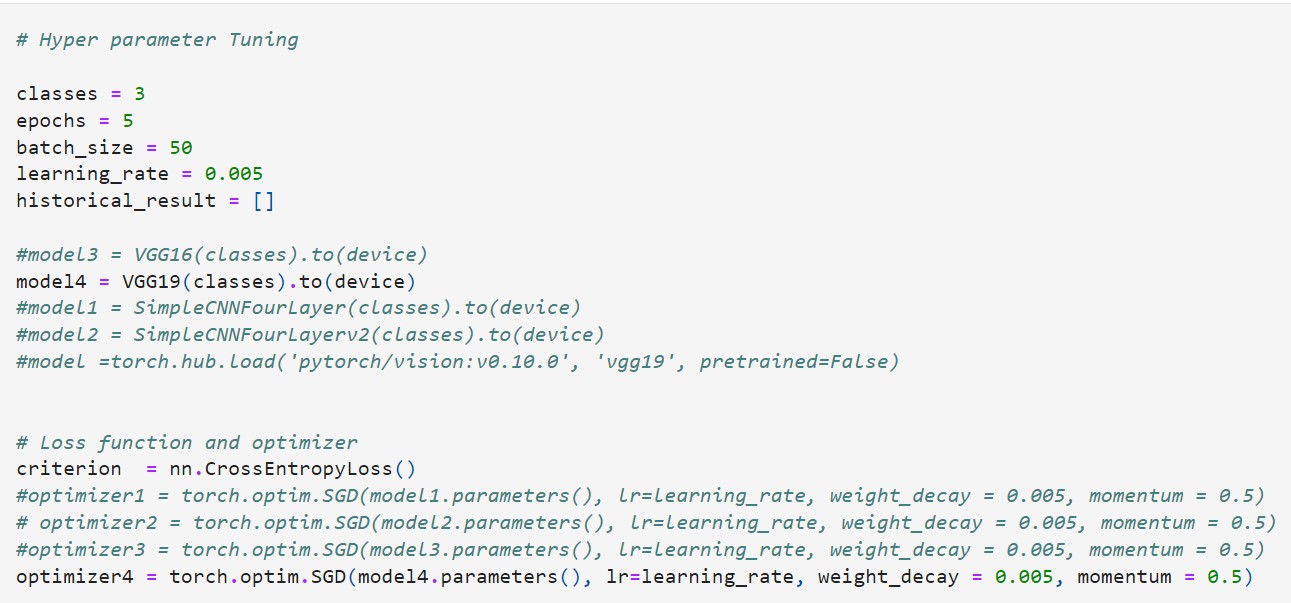 # Hyper parameter Tuning
classes = 3
epochs = 5
batch_size = 50
learning_rate = 0.005
historical_result = []
#model3 = VGG16(classes).to(device)
model4 = VGG19(classes).to(device)
#model1 = SimpleCNNFourLayer(classes).to(device)
#model2 = SimpleCNNFourLayerv2(classes).to(device)
#model =torch.hub.load('pytorch/vision:v0.10.0', 'vgg19', pretrained=False)
# Loss function and optimizer
criterion  = nn.CrossEntropyLoss()
#optimizer1 = torch.optim.SGD(model1.parameters(), lr=learning_rate, weight_decay = 0.005, momentum = 0.5)
# optimizer2 = torch.optim.SGD(model2.parameters(), lr=learning_rate, weight_decay = 0.005, momentum = 0.5)
#optimizer3 = torch.optim.SGD(model3.parameters(), lr=learning_rate, weight_decay = 0.005, momentum = 0.5)
optimizer4 = torch.optim.SGD(model4.parameters(), lr=learning_rate, weight_decay = 0.005, momentum = 0.5)